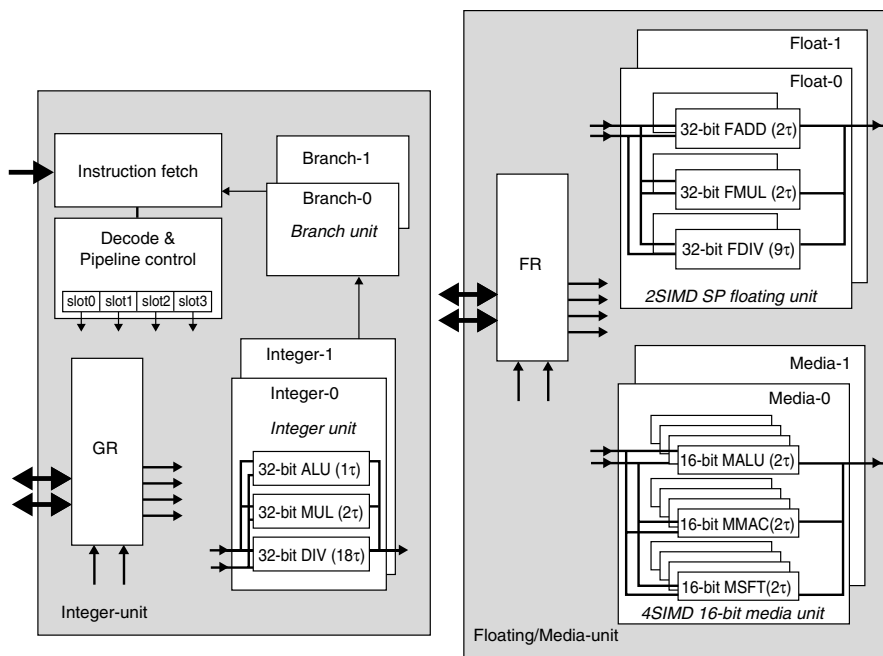 Instruction fetch
Decode &
Pipeline control
slot0 slot1 slot2 slot3
Branch-1
Branch-0
Branch unit
GR
Integer-1
Integer-0
Integer unit
32-bit ALU (1τ)
32-bit MUL (2τ)
32-bit DIV (18τ)
Integer-unit
FR
Float-1
Float-0
32-bit FADD (2τ)
32-bit FMUL (2τ)
32-bit FDIV (9τ)
2SIMD SP floating unit
Media-1
Media-0
16-bit MALU (2τ)
16-bit MMAC(2τ)
16-bit MSFT(2τ)
4SIMD 16-bit media unit
Floating/Media-unit